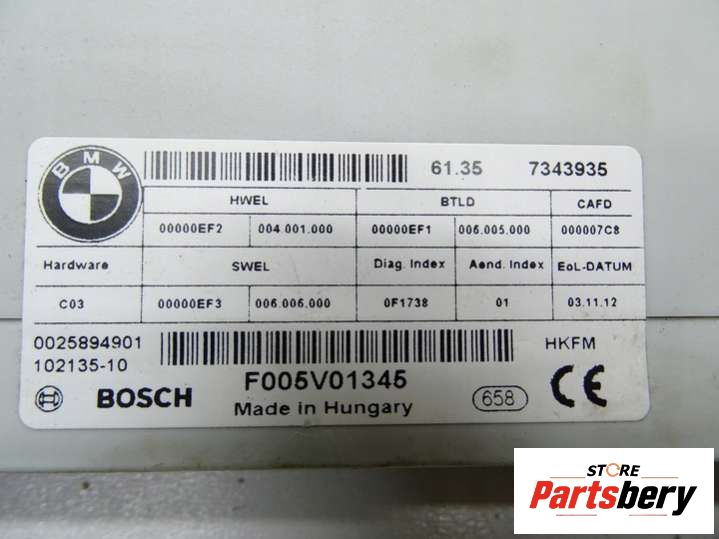 BMW
61.35 7343935
HWEL BTLD CAFD
00000EF2 004.001.000 00000EF1 006.005.000 000007C8
Hardware SWEL Diag. Index Aend. Index EoL-DATUM
C03 00000EF3 006.006.000 0F1738 01 03.11.12
0025894901 HKFM
102135-10
F005V01345
BOSCH Made in Hungary 658 CE
STORE
Partsbery